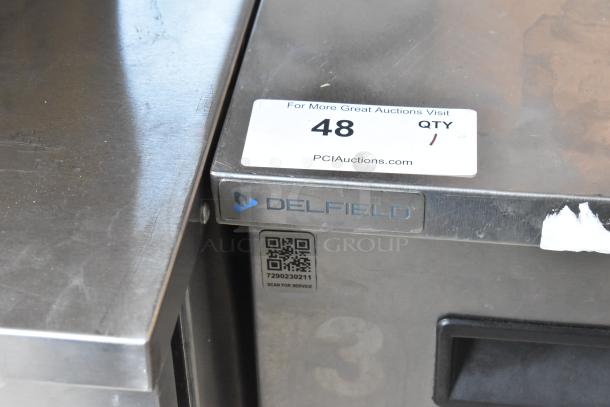 For More Great Auctions Visit
48 QTY 1
PCIAuctions.com
DELFIELD
AUCTION GROUP
7290230211
SCAN FOR SERVICE
3